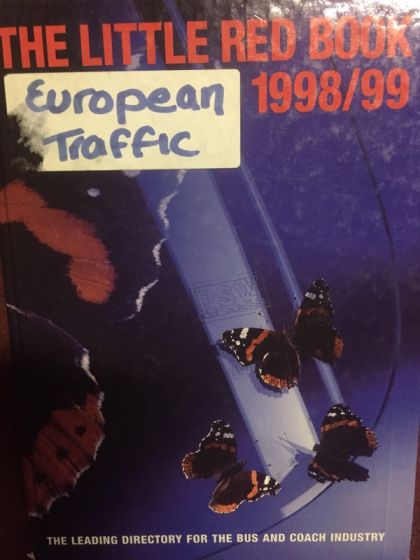 THE LITTLE RED BOOK
1998/99
European
Traffic
PSV
THE LEADING DIRECTORY FOR THE BUS AND COACH INDUSTRY